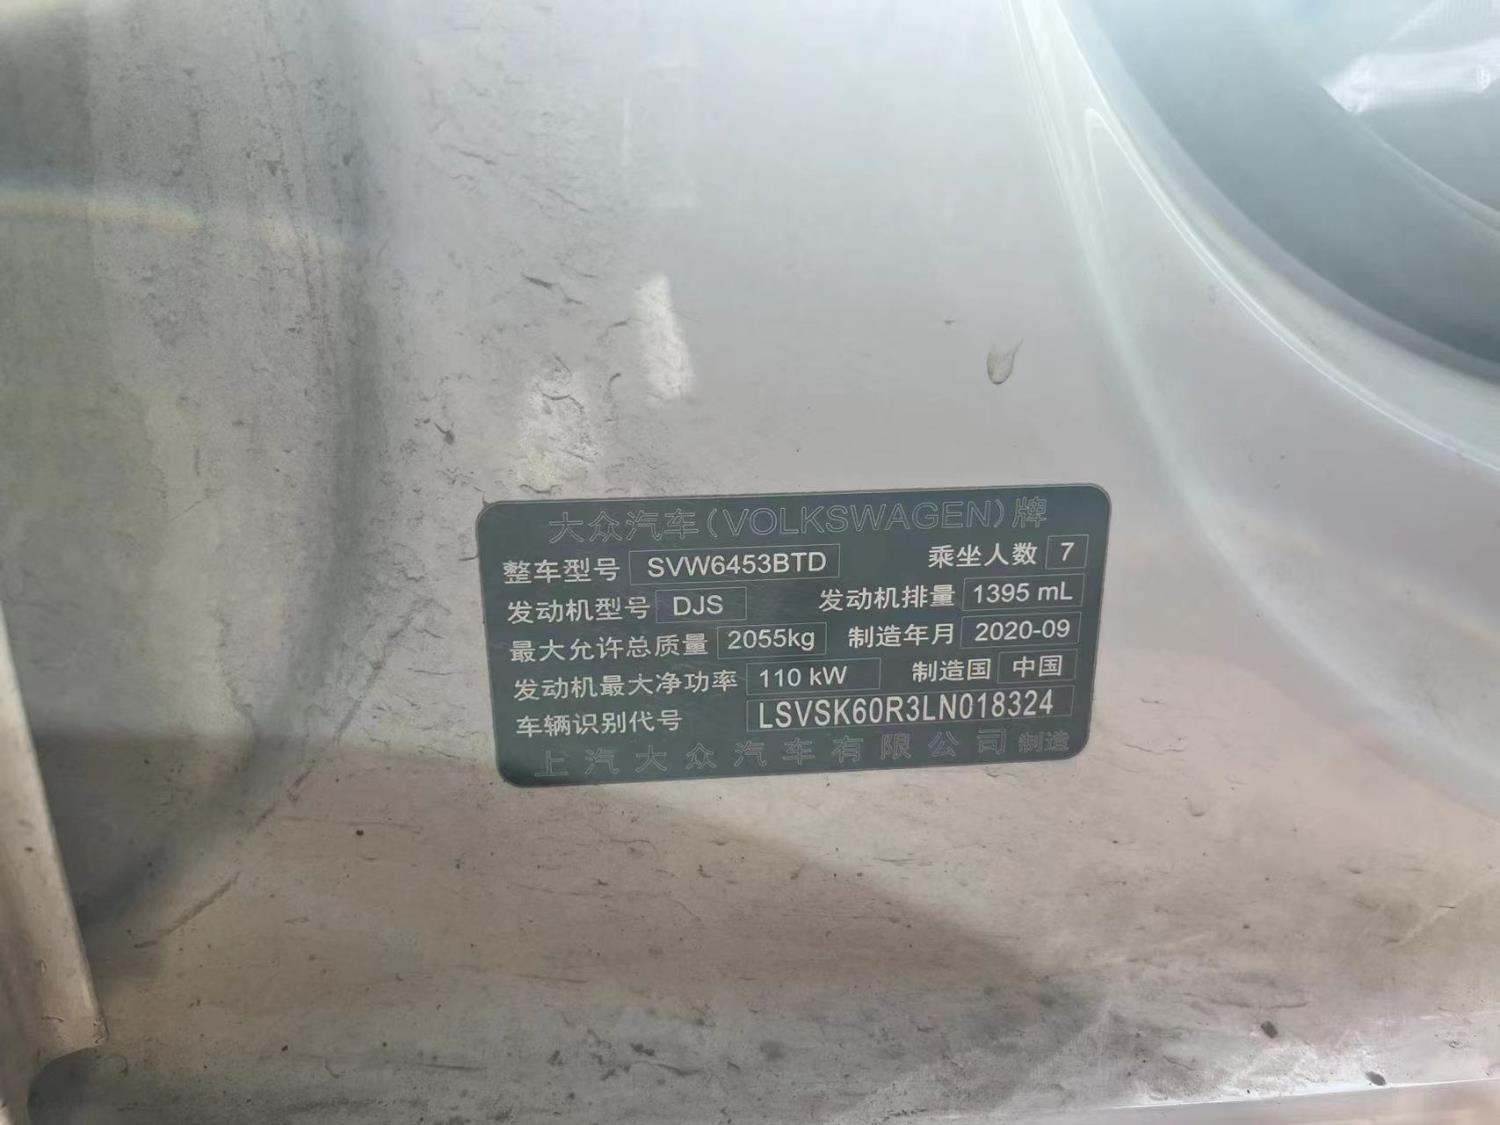 大众汽车(VOLKSWAGEN)牌
整车型号 SVW6453BTD 乘坐人数 7
发动机型号 DJS 发动机排量 1395 mL
最大允许总质量 2055kg 制造年月 2020-09
发动机最大净功率 110 kW 制造国 中国
车辆识别代号 LSVSK60R3LN018324
上汽大众汽车有限公司制造